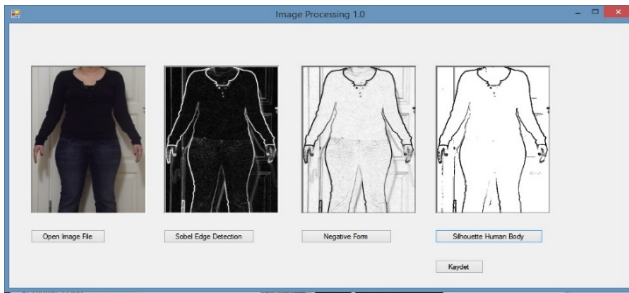 Image Processing 1.0
Open Image File
Sobel Edge Detection
Negative Form
Silhouette Human Body
Kaydet